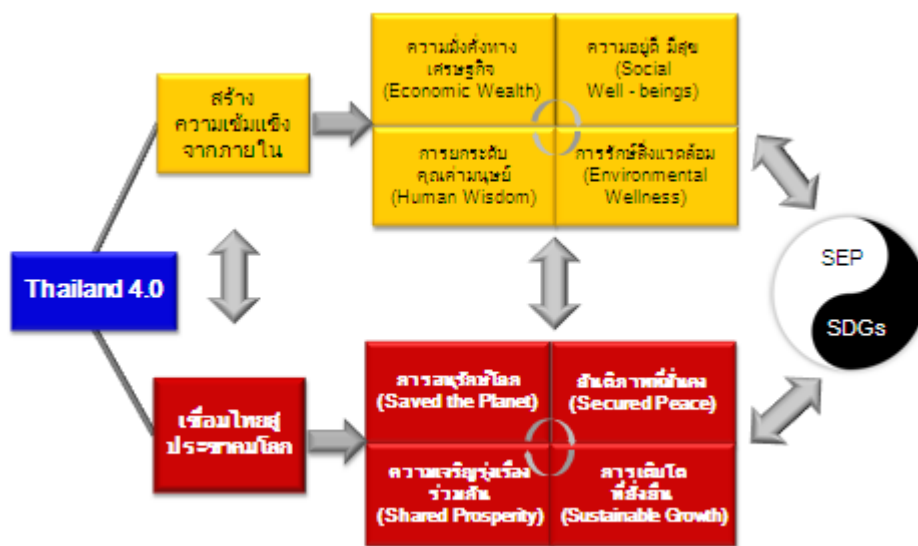 ความมั่งคั่งทาง
เศรษฐกิจ
(Economic Wealth)
ความอยู่ดี มีสุข
(Social
Well - beings)
สร้าง
ความเข้มแข็ง
จากภายใน
การยกระดับ
คุณค่ามนุษย์
(Human Wisdom)
การรักษ์สิ่งแวดล้อม
(Environmental
Wellness)
Thailand 4.0
SEP
SDGs
การอนุรักษ์โลก
(Saved the Planet)
สันติภาพที่มั่นคง
(Secured Peace)
เชื่อมไทยสู่
ประชาคมโลก
ความเจริญรุ่งเรือง
ร่วมกัน
(Shared Prosperity)
การเติบโต
ที่ยั่งยืน
(Sustainable Growth)